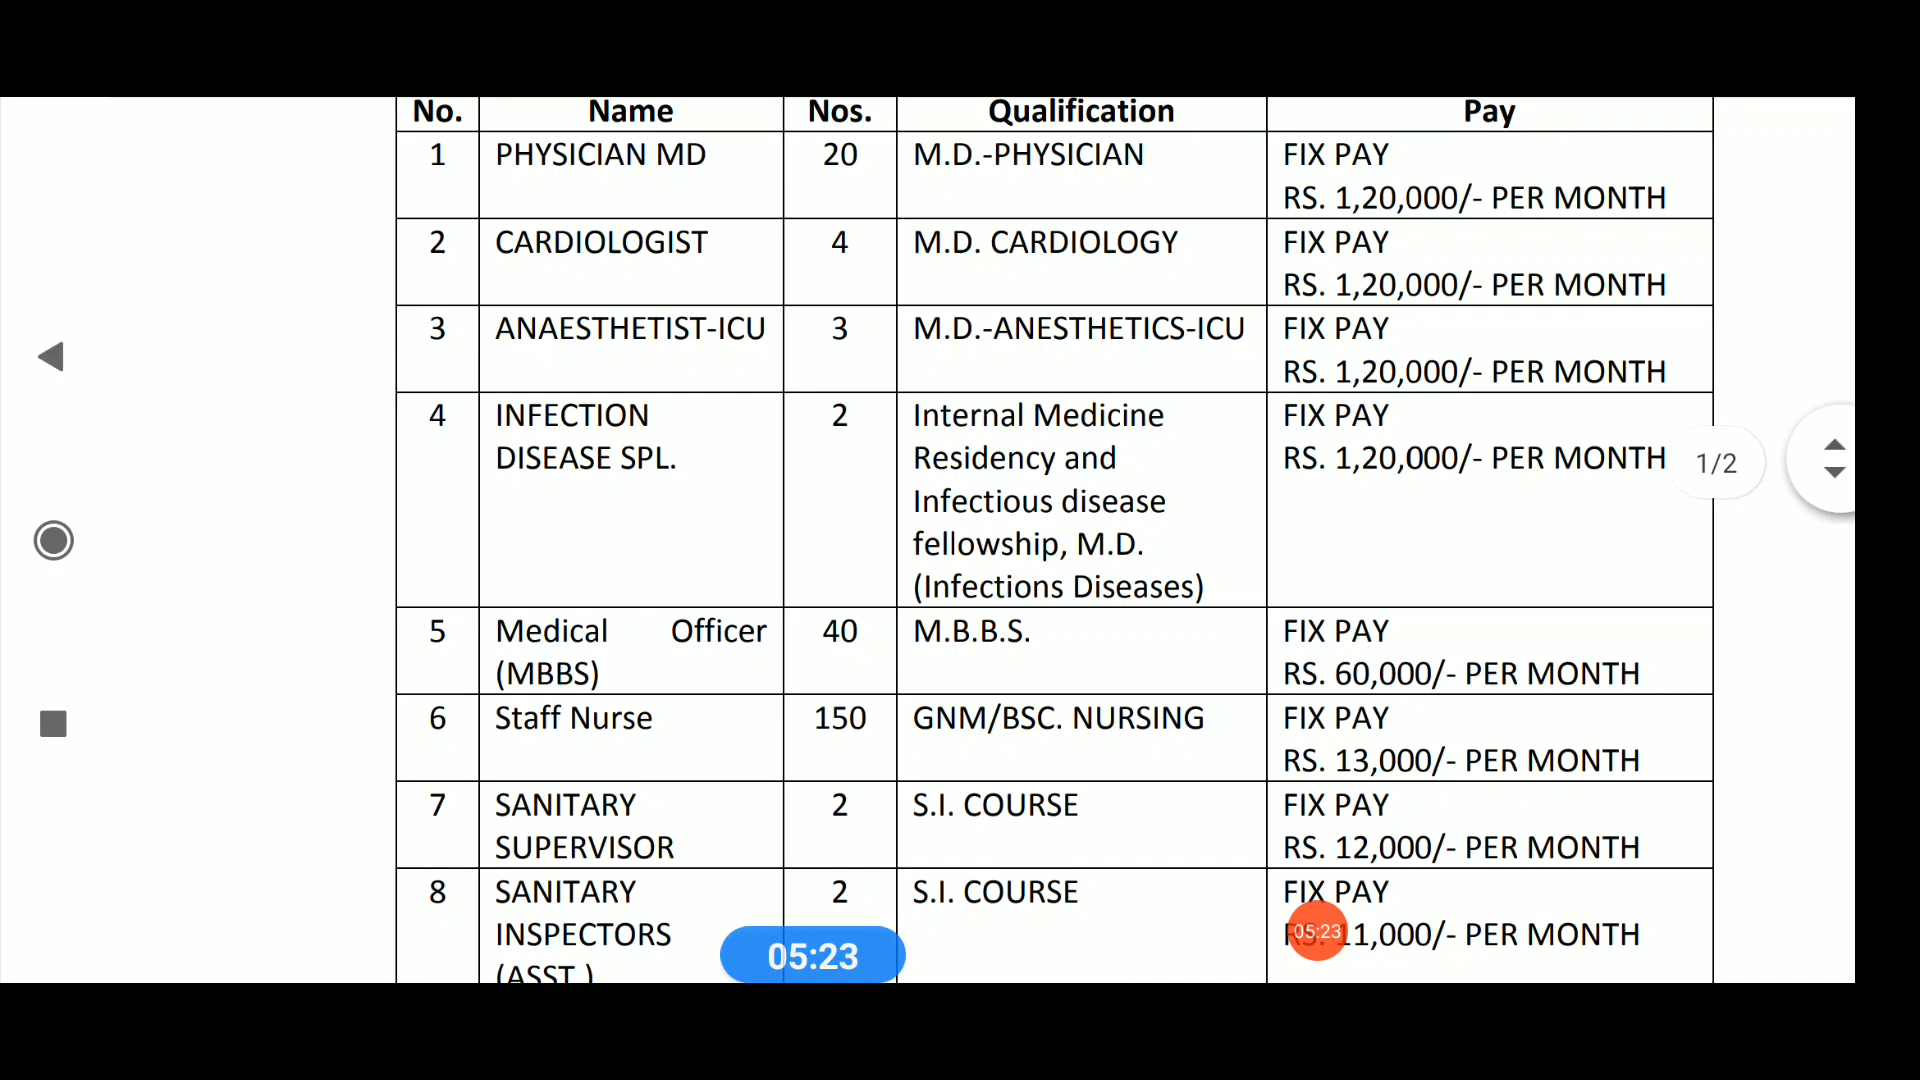 No. Name Nos. Qualification Pay
1 PHYSICIAN MD 20 M.D.-PHYSICIAN FIX PAY
RS. 1,20,000/- PER MONTH
2 CARDIOLOGIST 4 M.D. CARDIOLOGY FIX PAY
RS. 1,20,000/- PER MONTH
3 ANAESTHETIST-ICU 3 M.D.-ANESTHETICS-ICU FIX PAY
RS. 1,20,000/- PER MONTH
4 INFECTION 2 Internal Medicine FIX PAY
DISEASE SPL. Residency and RS. 1,20,000/- PER MONTH 1/2
Infectious disease
fellowship, M.D.
(Infections Diseases)
5 Medical Officer 40 M.B.B.S. FIX PAY
(MBBS) RS. 60,000/- PER MONTH
6 Staff Nurse 150 GNM/BSC. NURSING FIX PAY
RS. 13,000/- PER MONTH
7 SANITARY 2 S.I. COURSE FIX PAY
SUPERVISOR RS. 12,000/- PER MONTH
8 SANITARY 2 S.I. COURSE FIX PAY
INSPECTORS RS. 11,000/- PER MONTH
05:23
(ASST.) 05:23